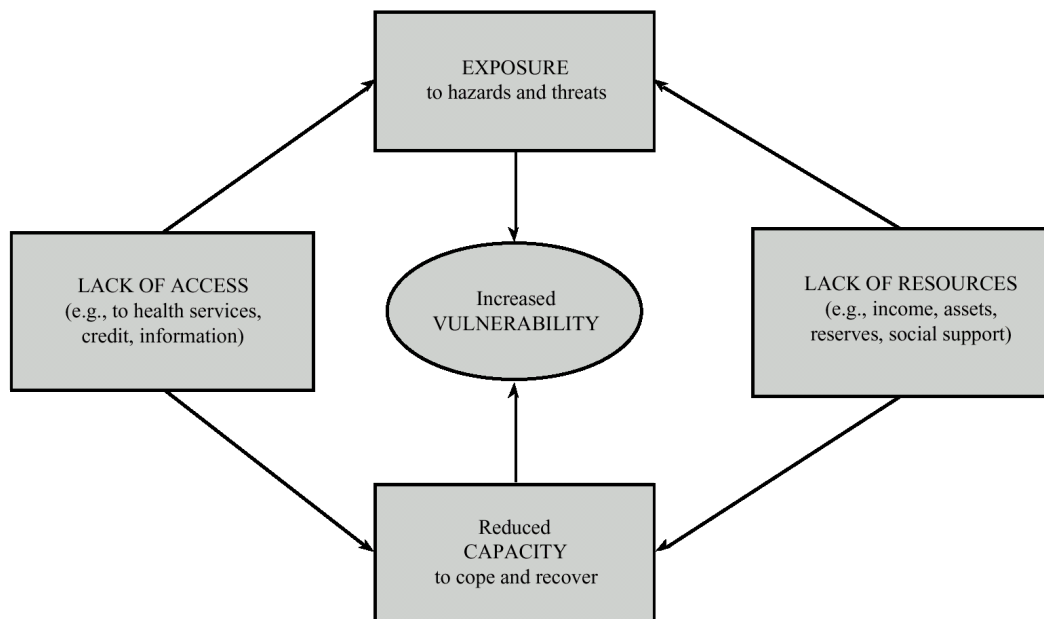 EXPOSURE
to hazards and threats
LACK OF ACCESS
(e.g., to health services,
credit, information)
Increased
VULNERABILITY
LACK OF RESOURCES
(e.g., income, assets,
reserves, social support)
Reduced
CAPACITY
to cope and recover